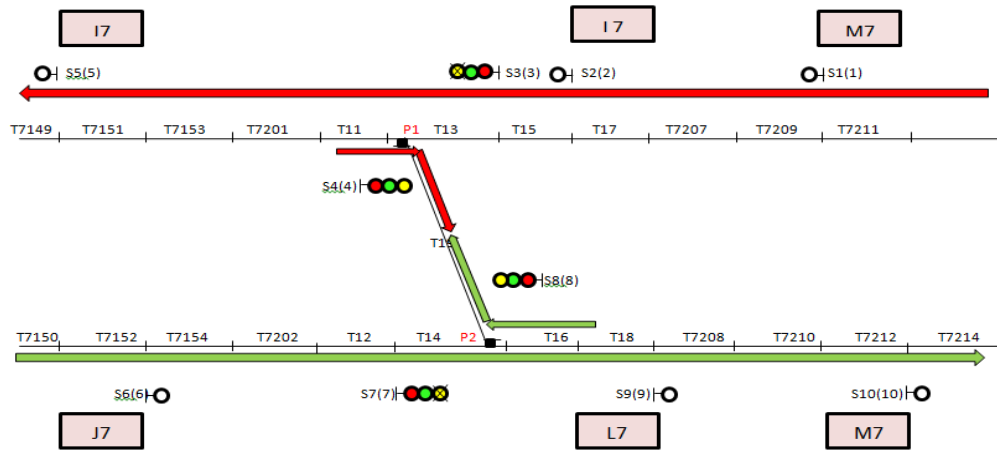 I7 I7 M7
S5(5) S3(3) S2(2) S1(1)
T7149 T7151 T7153 T7201 T11 P1 T13 T15 T17 T7207 T7209 T7211
S4(4)
S8(8)
T7150 T7152 T7154 T7202 T12 T14 P2 T16 T18 T7208 T7210 T7212 T7214
S6(6) S7(7) S9(9) S10(10)
J7 L7 M7